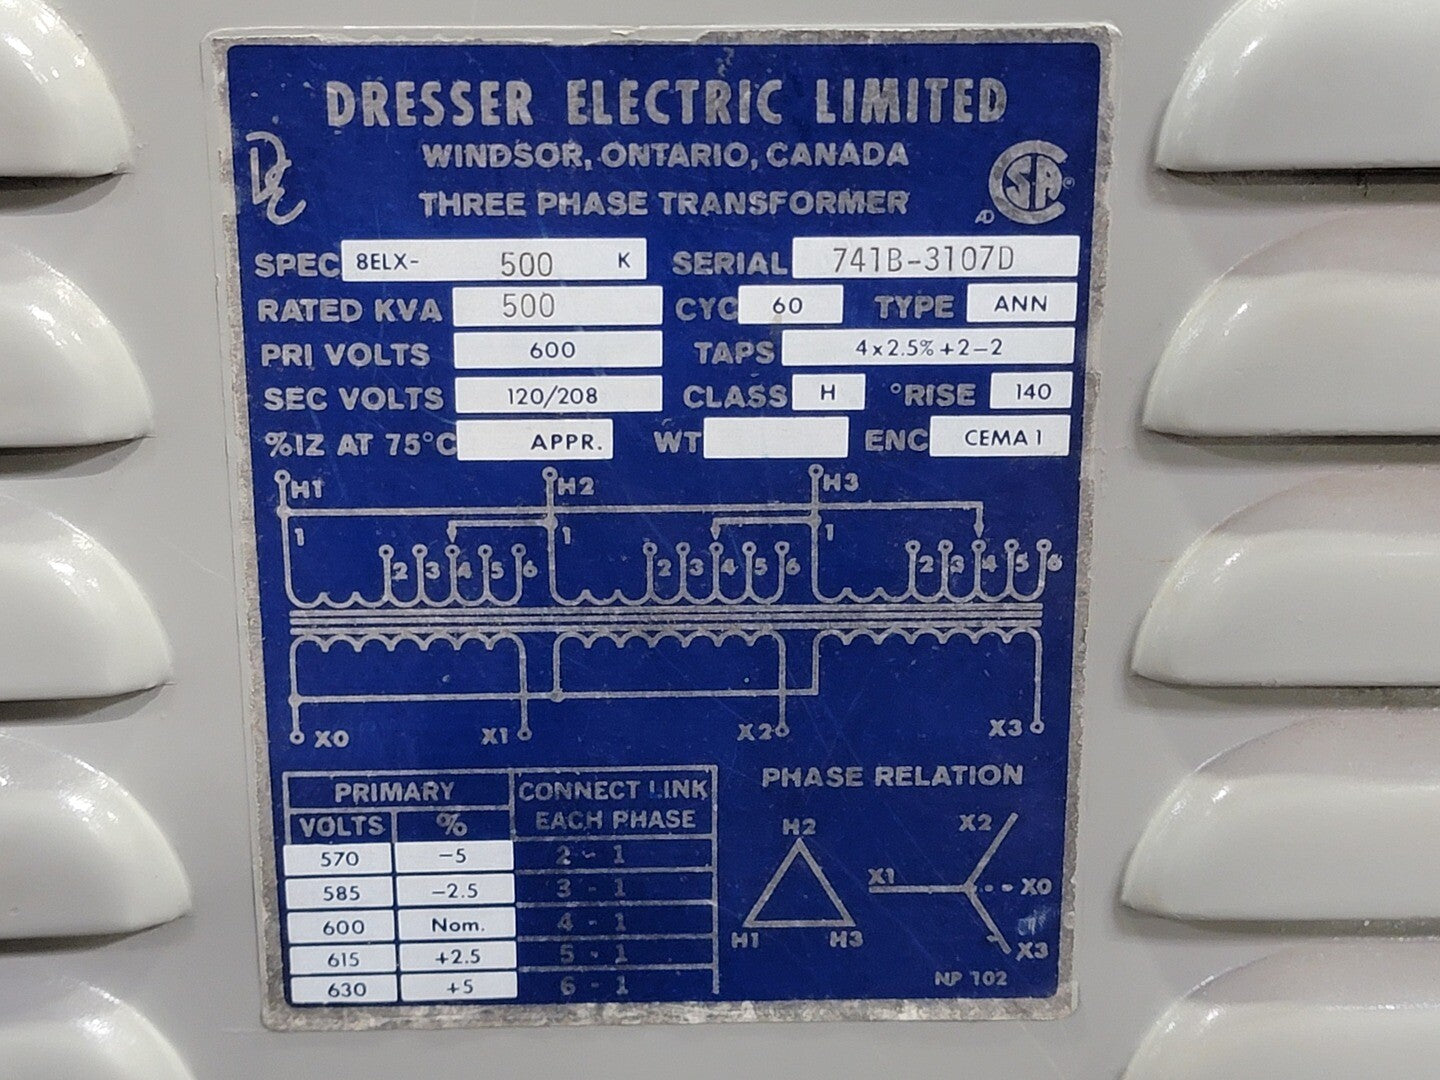 DRESSER ELECTRIC LIMITED
DE
WINDSOR, ONTARIO, CANADA
THREE PHASE TRANSFORMER
CSA ®
SPEC 8ELX- 500 K SERIAL 741B-3107D
RATED KVA 500 CYC 60 TYPE ANN
PRI VOLTS 600 TAPS 4x2.5% +2-2
SEC VOLTS 120/208 CLASS H °RISE 140
%IZ AT 75°C APPR. WT ENC CEMA 1
H1 H2 H3
1 1 1
2 3 4 5 6 2 3 4 5 6 2 3 4 5 6
X0 X1 X2 X3
PRIMARY CONNECT LINK
VOLTS % EACH PHASE
570 -5 2 - 1
585 -2.5 3 - 1
600 Nom. 4 - 1
615 +2.5 5 - 1
630 +5 6 - 1
PHASE RELATION
H2 X2
X1 X0
H1 H3 X3
NP 102